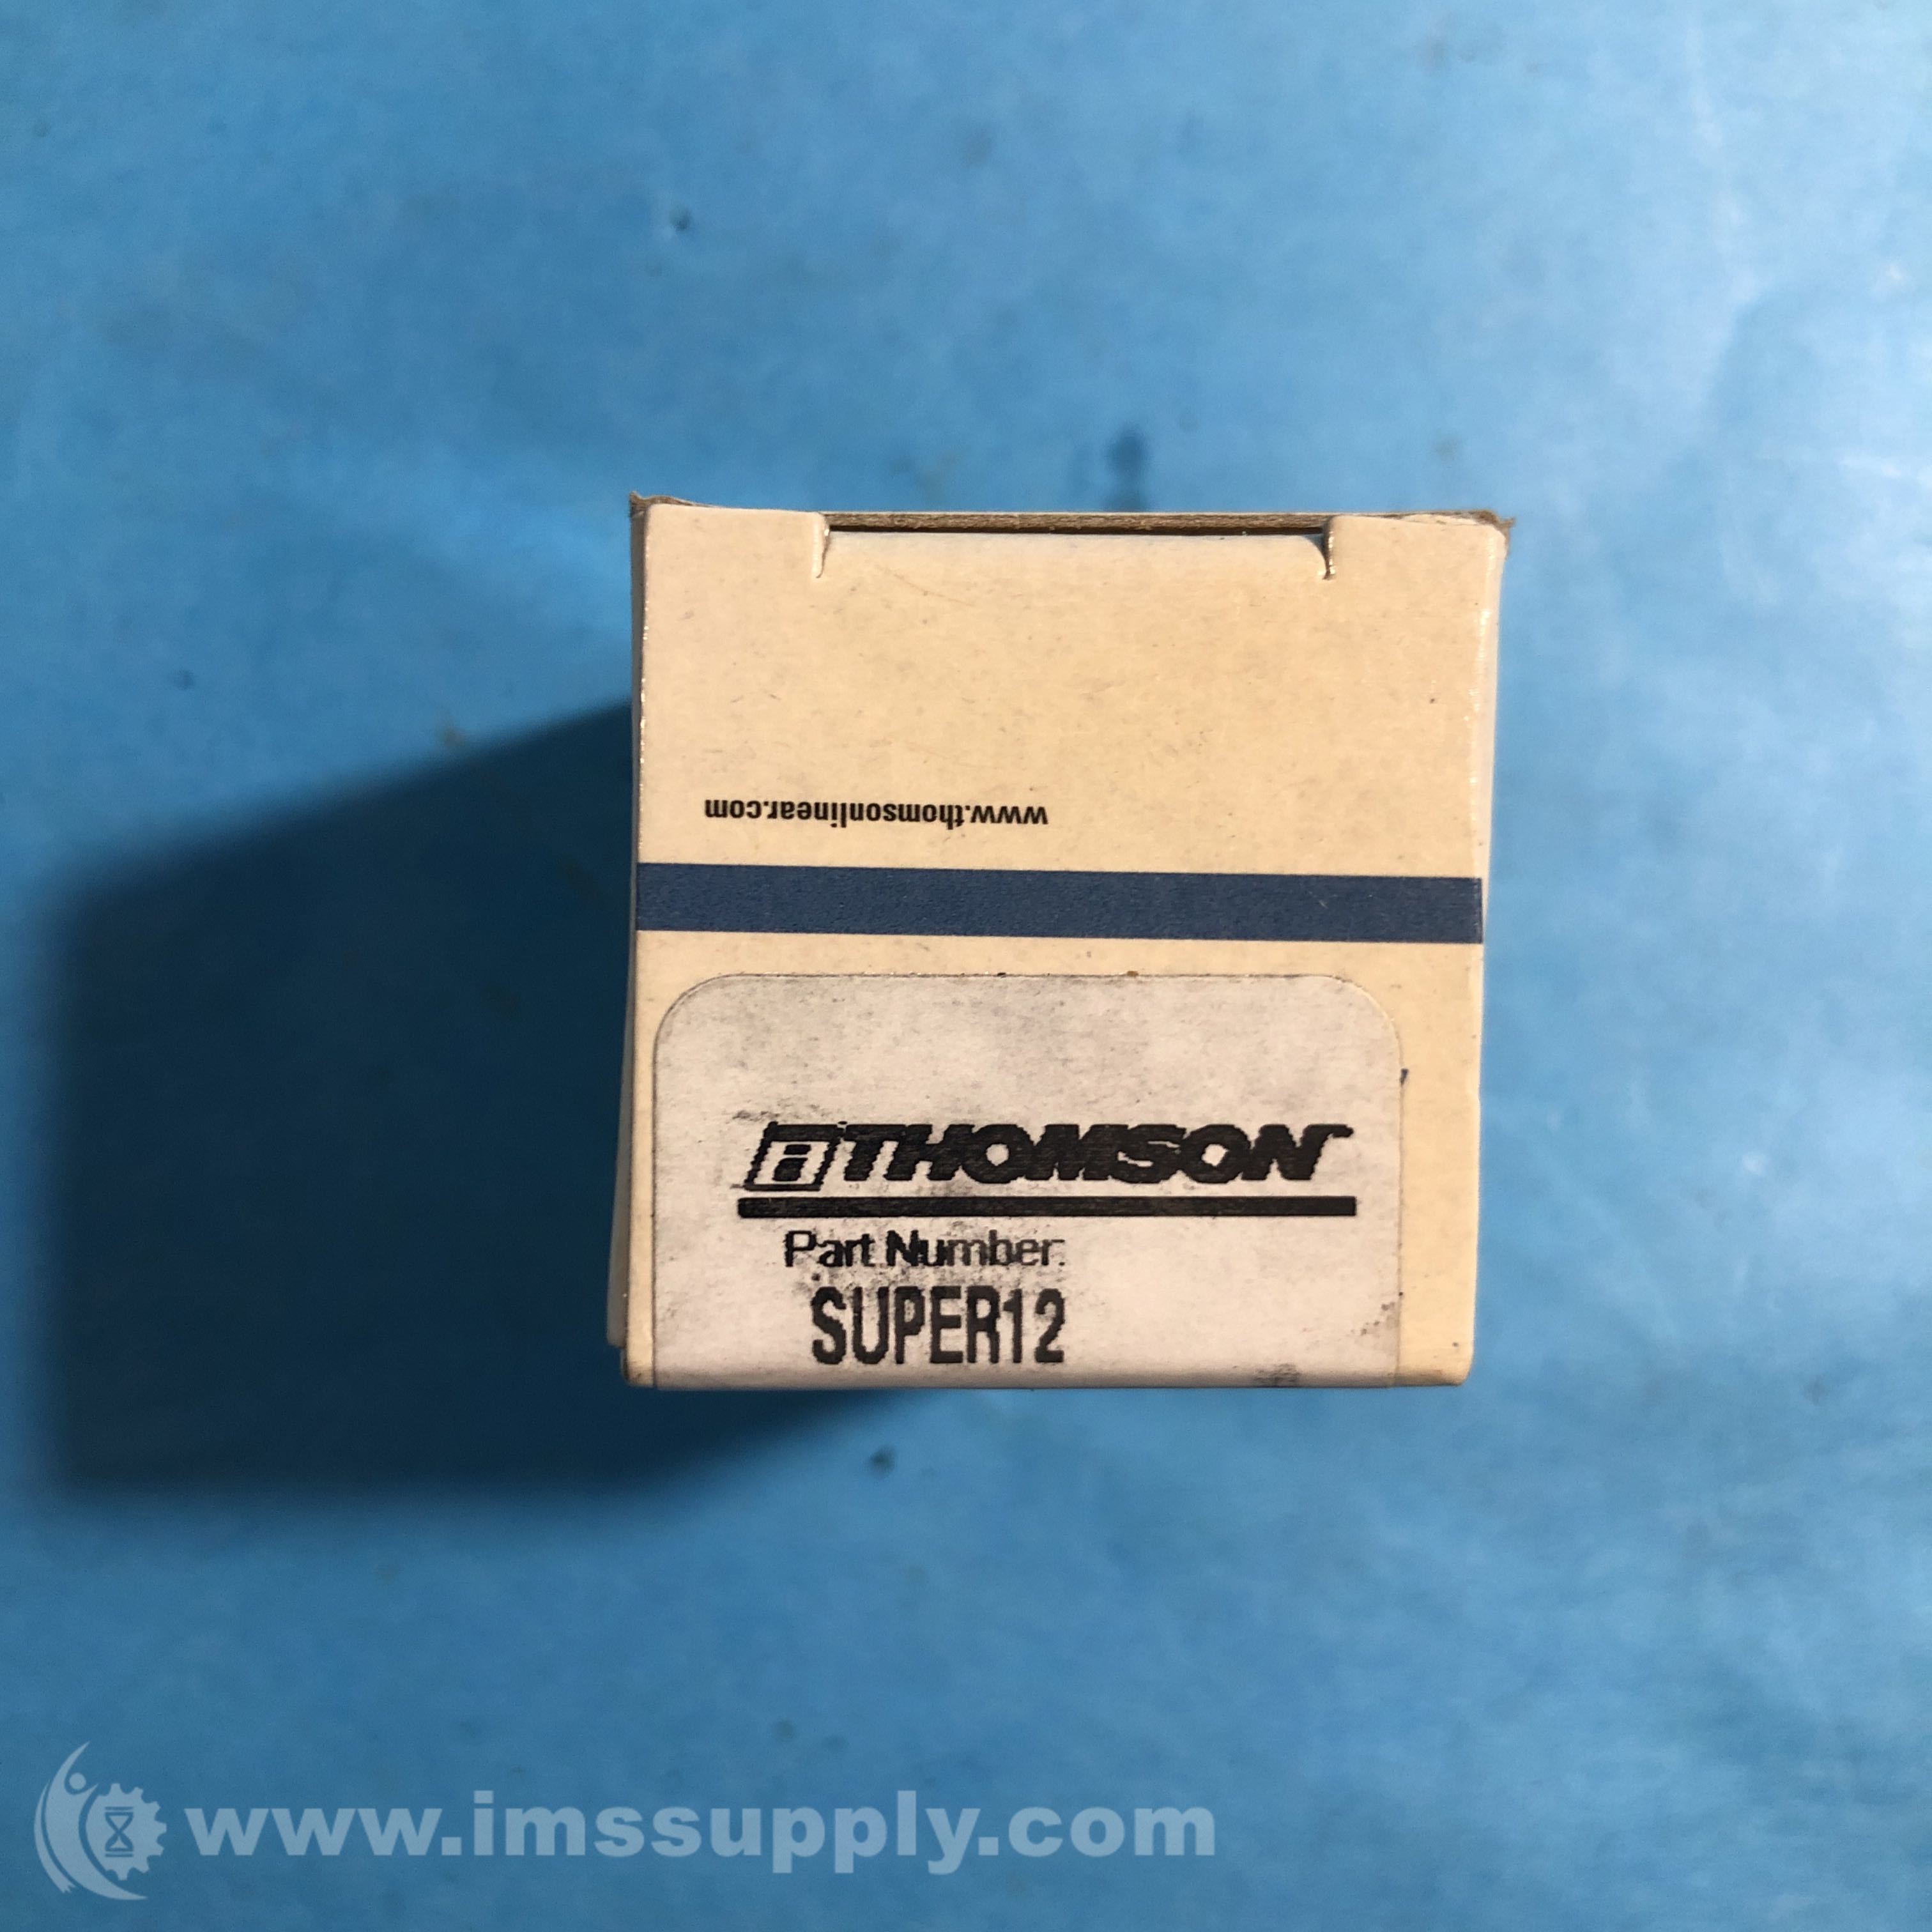 www.thomsonlinear.com
THOMSON
Part Number:
SUPER12
www.imssupply.com